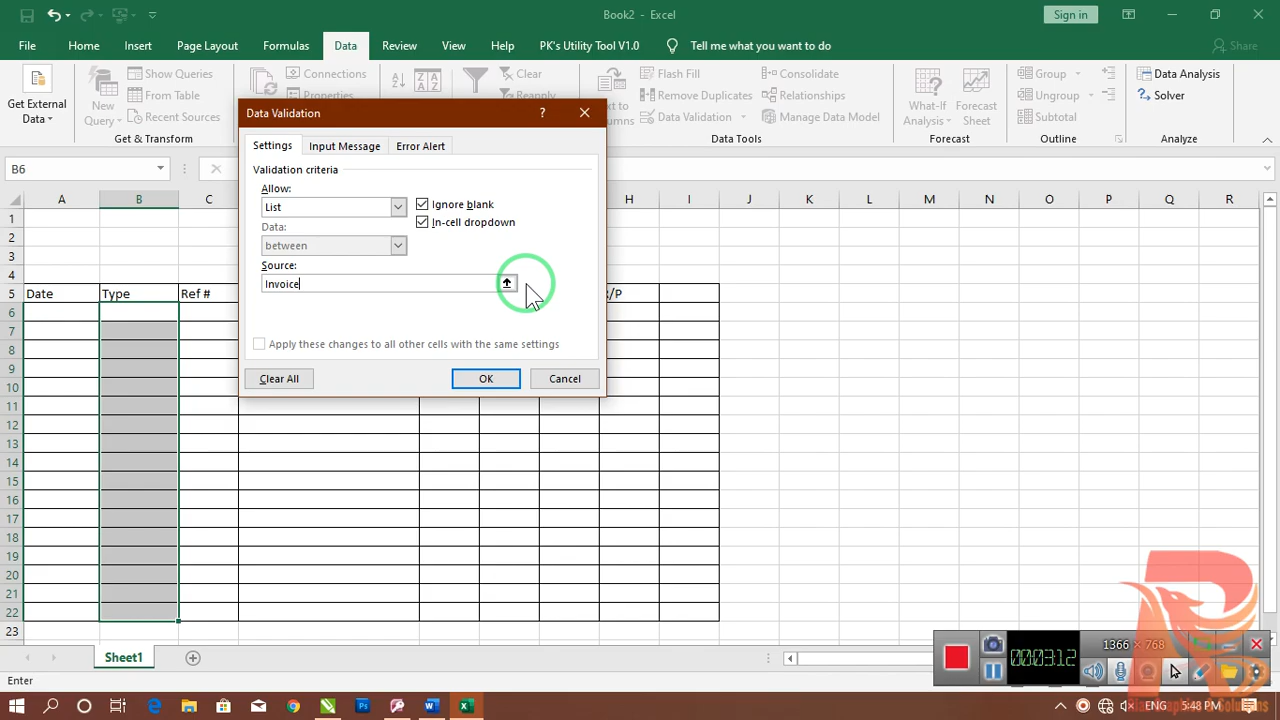 Book2 - Excel
Sign in
File Home Insert Page Layout Formulas Data Review View Help PK's Utility Tool V1.0 Tell me what you want to do Share
Get External
Data
New
Query
Show Queries
From Table
Recent Sources
Get & Transform
Connections
Properties
Clear
Reapply
Text to
Columns
Flash Fill
Remove Duplicates
Data Validation
Consolidate
Relationships
Manage Data Model
Data Tools
What-If
Analysis
Forecast
Sheet
Forecast
Group
Ungroup
Subtotal
Outline
Data Analysis
Solver
Analyze
B6
Data Validation
?
Settings Input Message Error Alert
Validation criteria
Allow:
List
Ignore blank
In-cell dropdown
Data:
between
Source:
Invoice
Apply these changes to all other cells with the same settings
Clear All OK Cancel
A B C H I J K L M N O P Q R
1
2
3
4
5 Date Type Ref # /P
6
7
8
9
10
11
12
13
14
15
16
17
18
19
20
21
22
23
Sheet1
Enter
00:03:12
1366 × 768
ENG 5:48 PM